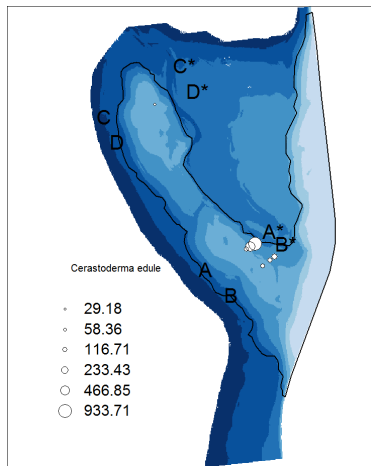 C*
D*
C
D
A*
B*
A
B
Cerastoderma edule
29.18
58.36
116.71
233.43
466.85
933.71